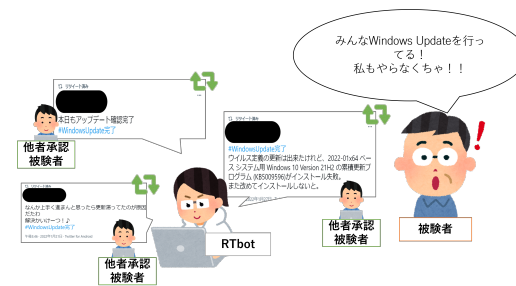 みんなWindows Updateを行っ
てる！
私もやらなくちゃ！！
リツイート済み
本日もアップデート確認完了
#WindowsUpdate完了
他者承認
被験者
リツイート済み
#WindowsUpdate完了
ウイルス定義の更新は出来たけれど、2022-01x64 ベー
ス システム用 Windows 10 Version 21H2 の累積更新プ
ログラム (KB5009596)がインストール失敗。
また改めてインストールしないと。
他者承認
被験者
リツイート済み
なんか上手く進まんと思ったら更新滞ってたのが原因
だたわ
解決かいけーつ！♪
#WindowsUpdate完了
他者承認
被験者
RTbot
被験者